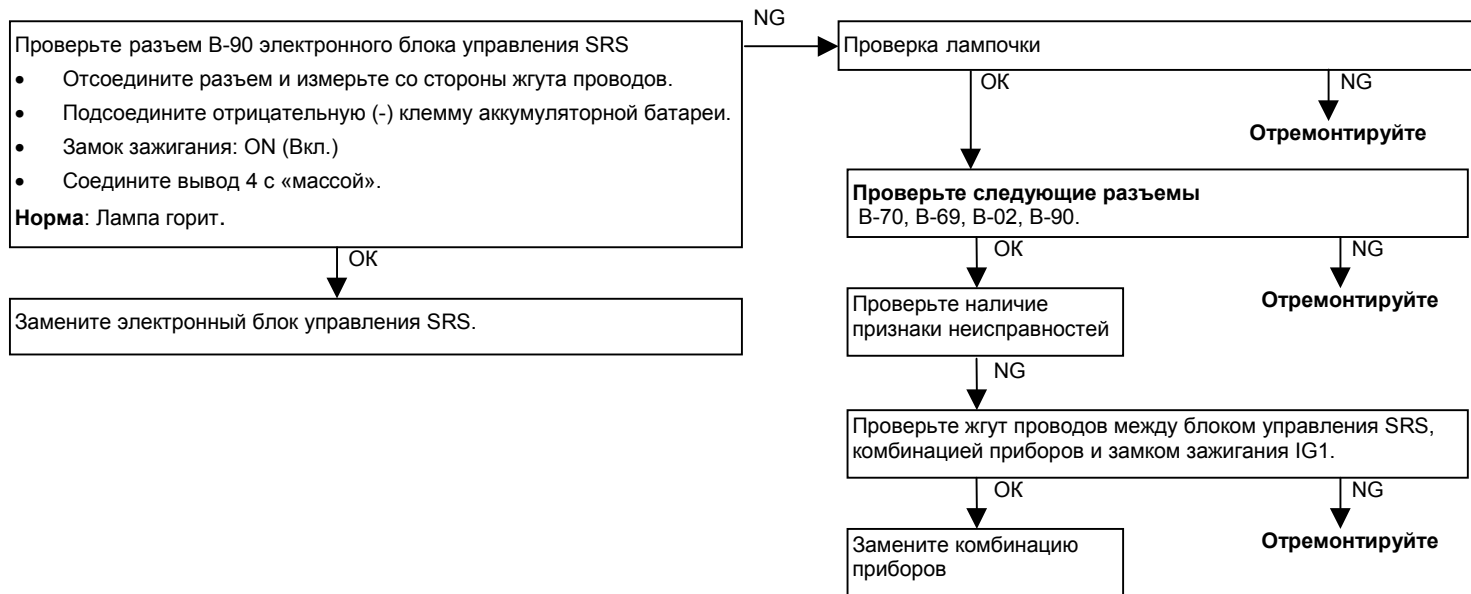 NG
Проверьте разъем B-90 электронного блока управления SRS
• Отсоедините разъем и измерьте со стороны жгута проводов.
• Подсоедините отрицательную (-) клемму аккумуляторной батареи.
• Замок зажигания: ON (Вкл.)
• Соедините вывод 4 с «массой».
Норма: Лампа горит.
OK
Замените электронный блок управления SRS.
Проверка лампочки
OK
NG
Отремонтируйте
Проверьте следующие разъемы
B-70, B-69, B-02, B-90.
OK
NG
Отремонтируйте
Проверьте наличие
признаки неисправностей
NG
Проверьте жгут проводов между блоком управления SRS,
комбинацией приборов и замком зажигания IG1.
OK
NG
Отремонтируйте
Замените комбинацию
приборов